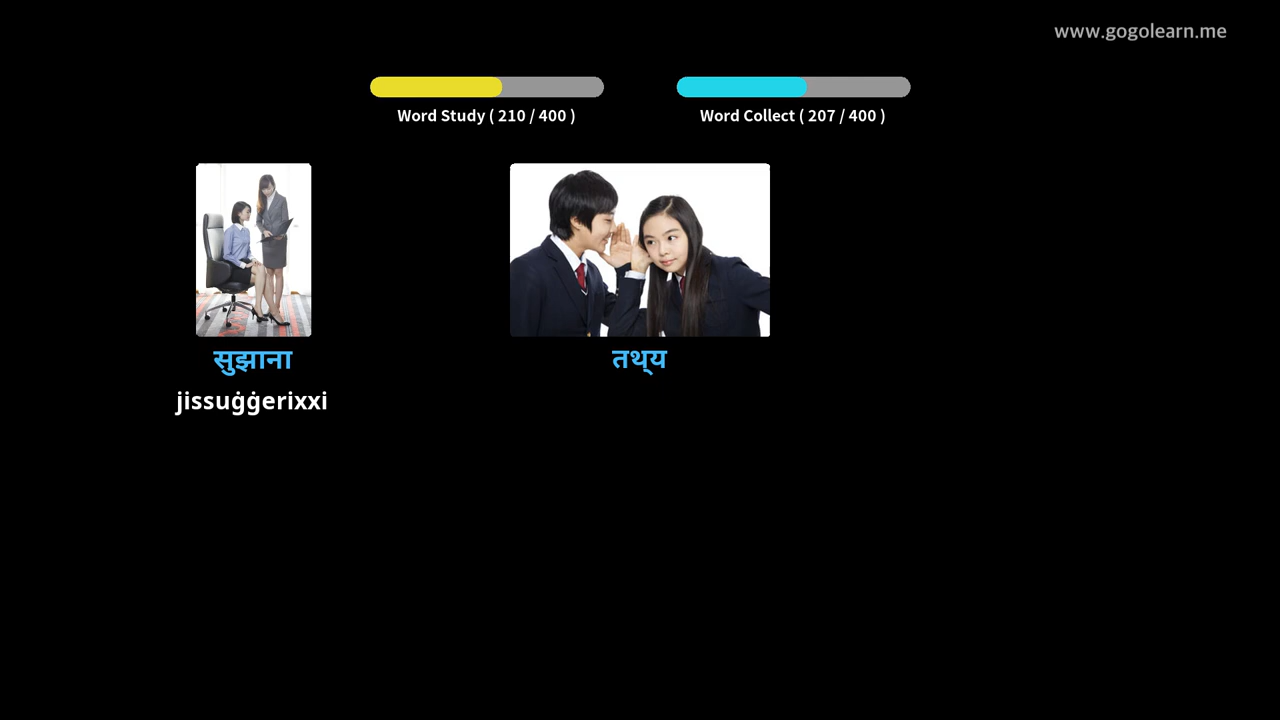 www.gogolearn.me
Word Study ( 210 / 400 )
Word Collect ( 207 / 400 )
सुझाना
तथ्‌य
jissuġġerixxi